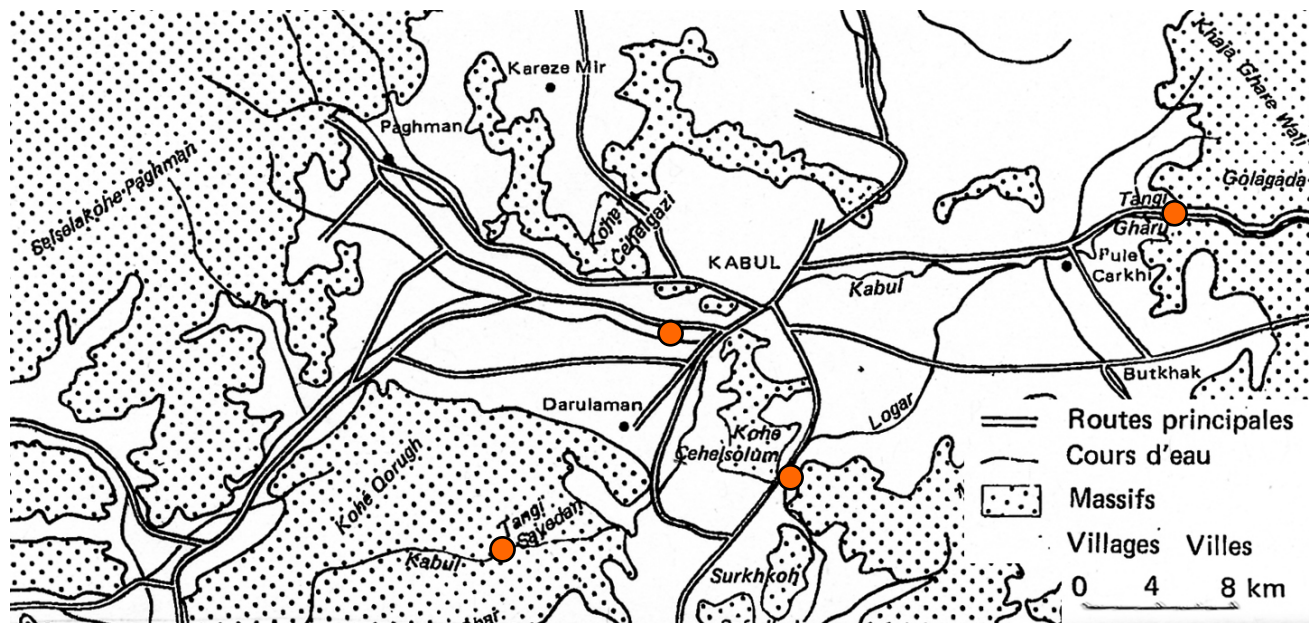 Kareze Mir
Khaja Ghare Wali
Paghman
Selselakohe Paghman
Golagada
Tangi
Gharu
Kohe
Cehelgazi
KABUL
Pule
Carkhi
Kabul
Butkhak
Darulaman
Logar
Kohe
Cehelsolum
Kohe Qorugh
Tangi
Sayedan
Kabul
Surkhkoh
Routes principales
Cours d'eau
Massifs
Villages Villes
0 4 8 km